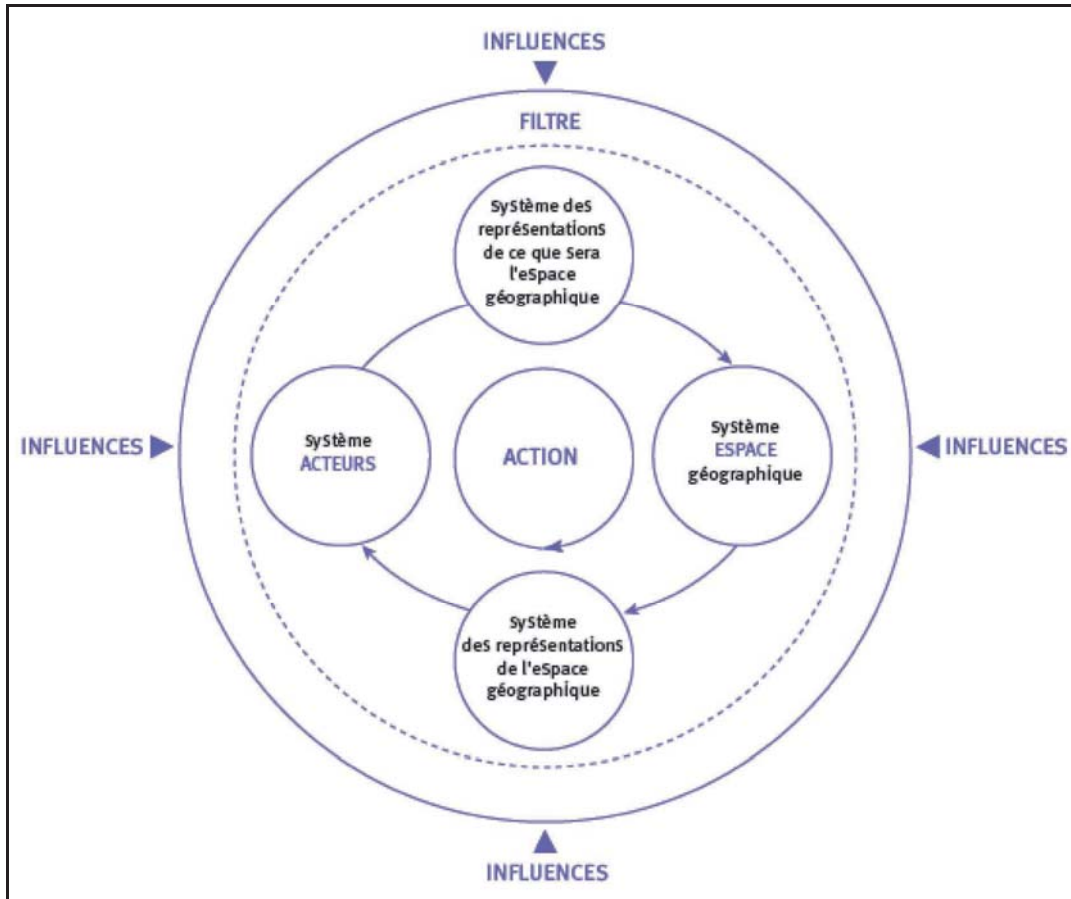 INFLUENCES
FILTRE
Système des
représentations
de ce que sera
l'espace
géographique
INFLUENCES
Système
ACTEURS
ACTION
Système
ESPACE
géographique
INFLUENCES
Système
des représentations
de l'espace
géographique
INFLUENCES